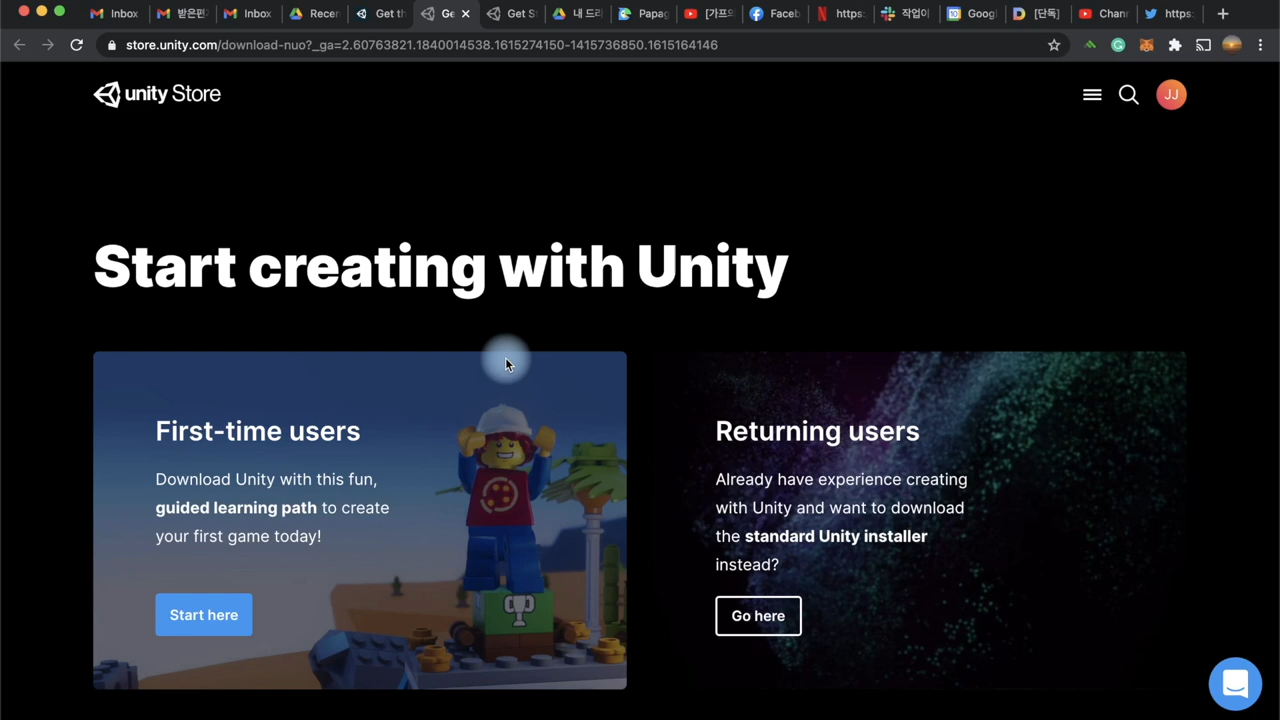 Inbox
받은편
Inbox
Recen
Get th
Ge
Get S
내 드라
Papag
[가프의
Faceb
https:
작업이
Googl
[단독]
Chann
https:
store.unity.com/download-nuo?_ga=2.60763821.1840014538.1615274150-1415736850.1615164146
unity Store
JJ
Start creating with Unity
First-time users
Download Unity with this fun,
guided learning path to create
your first game today!
Start here
Returning users
Already have experience creating
with Unity and want to download
the standard Unity installer
instead?
Go here